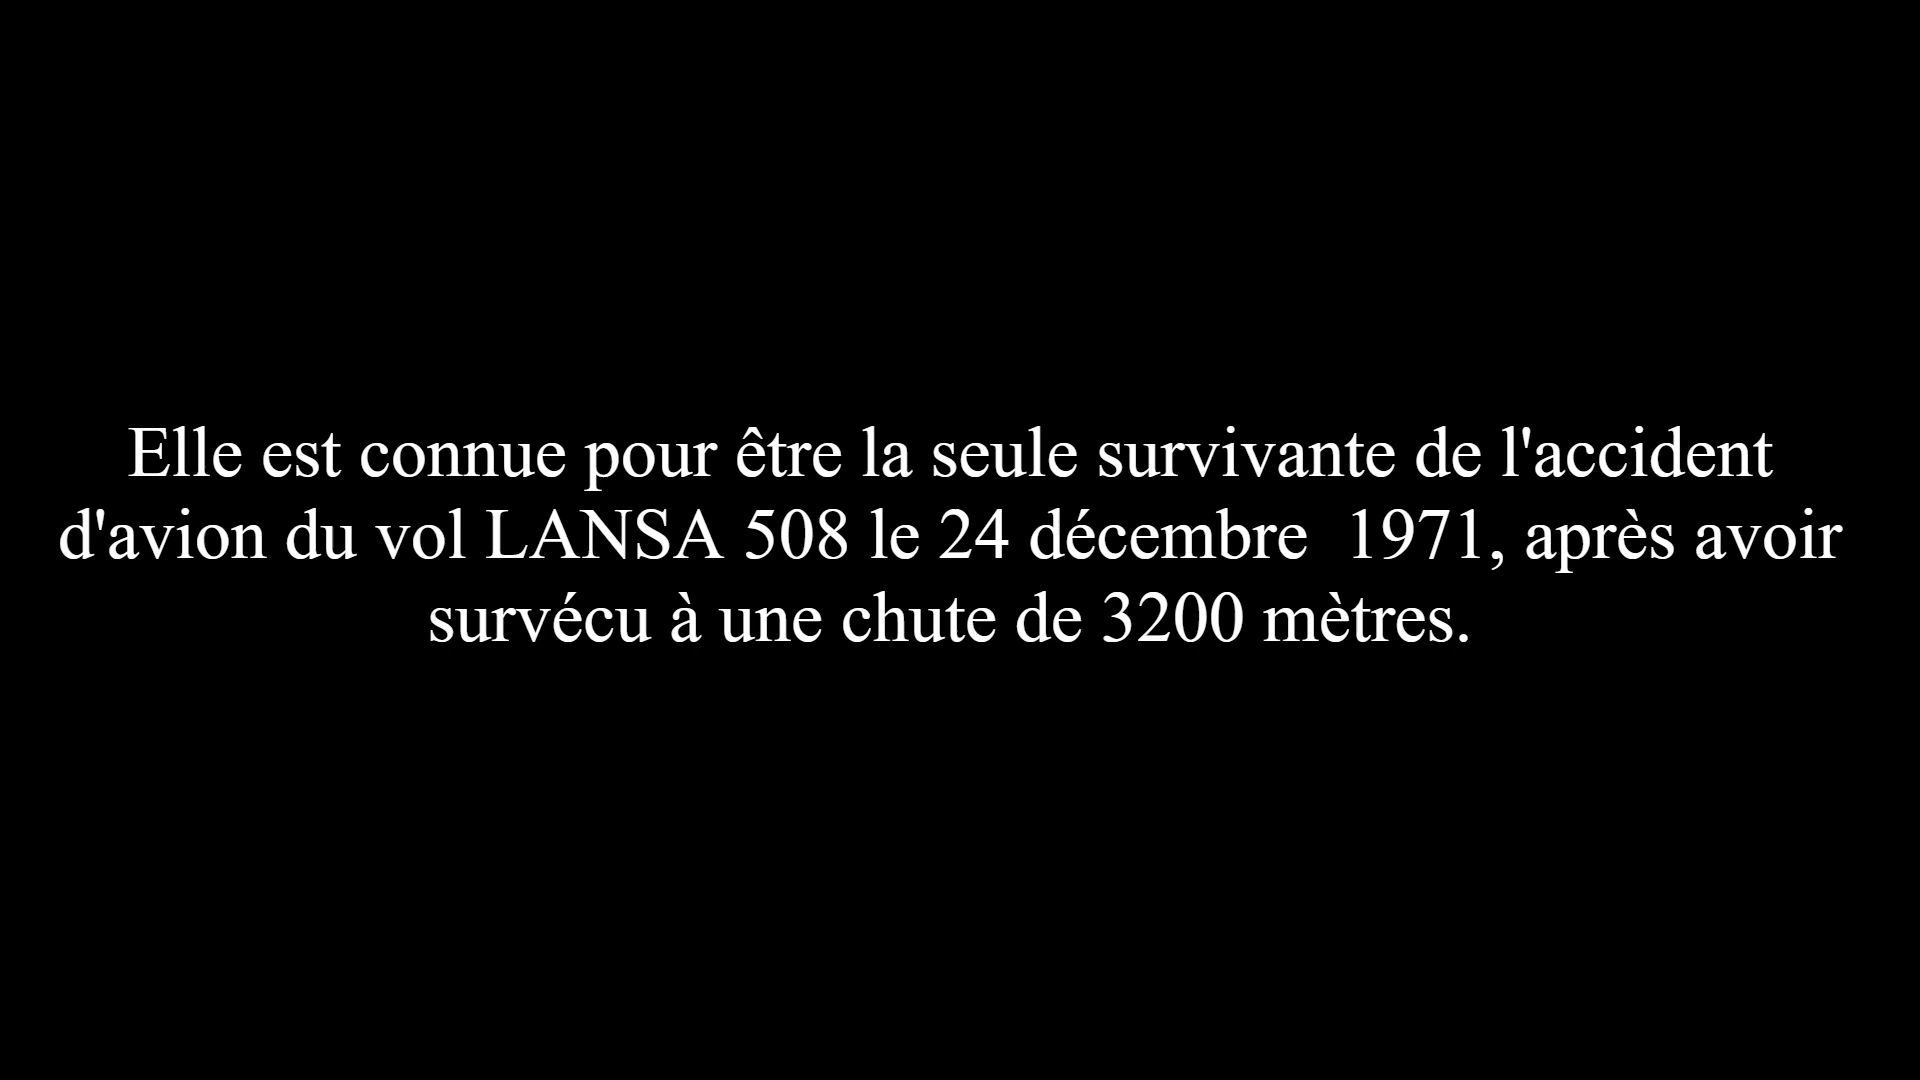 Elle est connue pour être la seule survivante de l'accident
d'avion du vol LANSA 508 le 24 décembre  1971, après avoir
survécu à une chute de 3200 mètres.